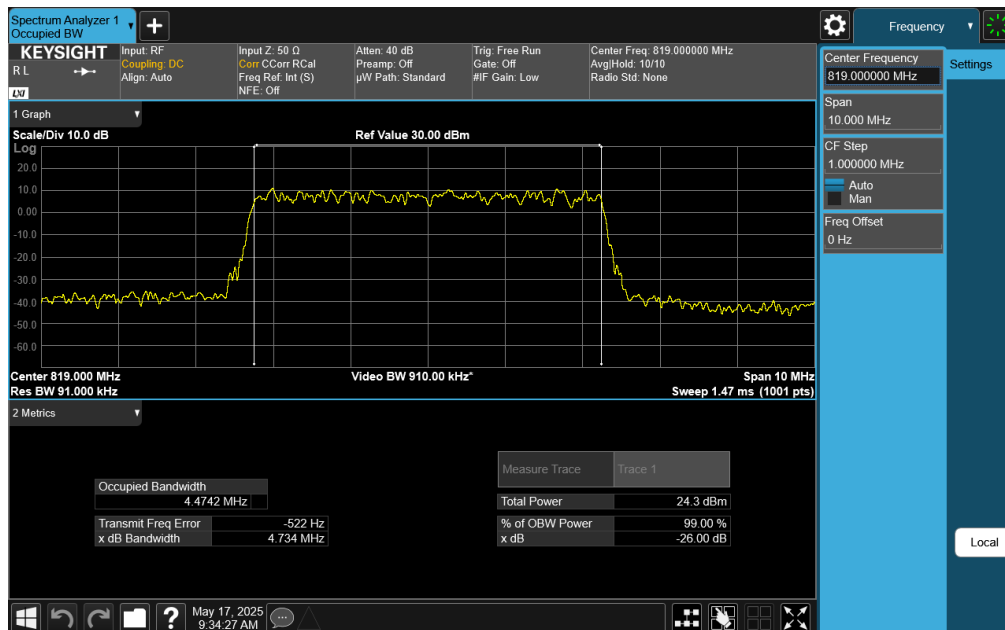 Spectrum Analyzer 1
Occupied BW
Frequency
KEYSIGHT
R L
LXI
Input: RF
Coupling: DC
Align: Auto
Input Z: 50 Ω
Corr CCorr RCal
Freq Ref: Int (S)
NFE: Off
Atten: 40 dB
Preamp: Off
µW Path: Standard
Trig: Free Run
Gate: Off
#IF Gain: Low
Center Freq: 819.000000 MHz
Avg|Hold: 10/10
Radio Std: None
Center Frequency
819.000000 MHz
Settings
Span
10.000 MHz
CF Step
1.000000 MHz
Auto
Man
Freq Offset
0 Hz
Local
1 Graph
Scale/Div 10.0 dB
Ref Value 30.00 dBm
Log
20.0
10.0
0.00
-10.0
-20.0
-30.0
-40.0
-50.0
-60.0
Center 819.000 MHz
Video BW 910.00 kHz*
Span 10 MHz
Res BW 91.000 kHz
Sweep 1.47 ms (1001 pts)
2 Metrics
Measure Trace Trace 1
Occupied Bandwidth
4.4742 MHz
Total Power 24.3 dBm
Transmit Freq Error -522 Hz
% of OBW Power 99.00 %
x dB Bandwidth 4.734 MHz
x dB -26.00 dB
May 17, 2025
9:34:27 AM